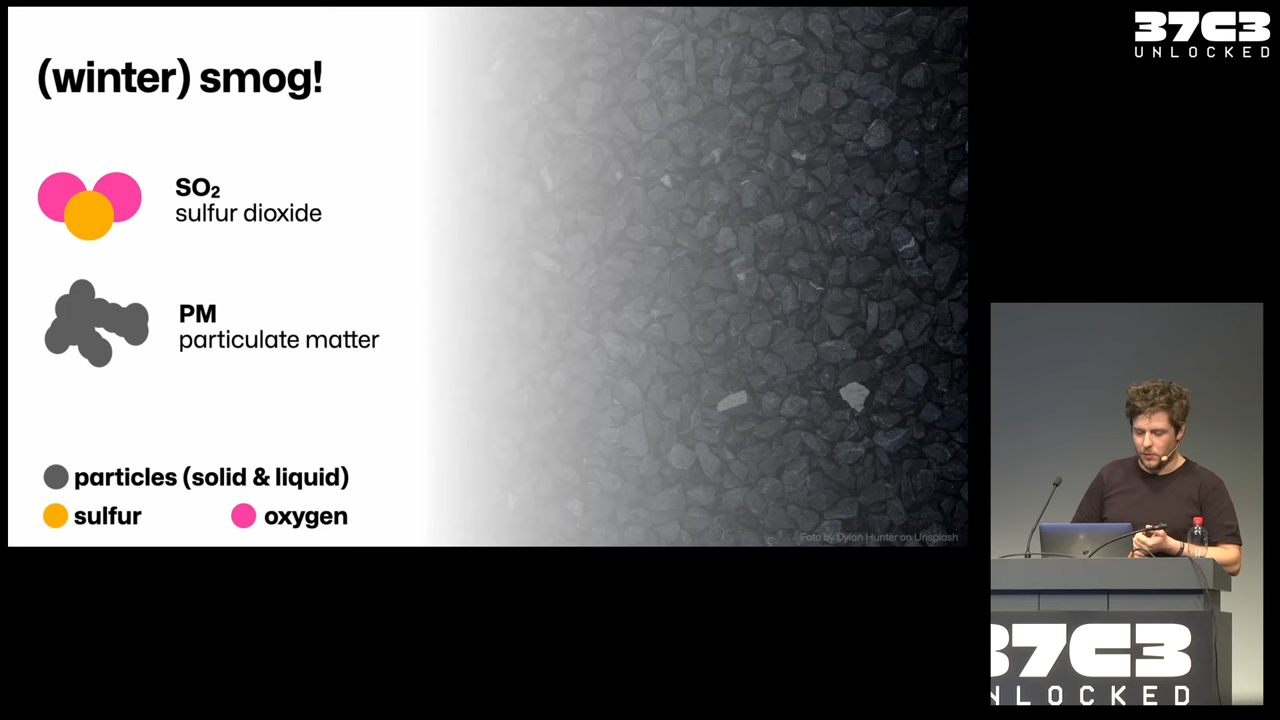 (winter) smog!
SO₂
sulfur dioxide
PM
particulate matter
particles (solid & liquid)
sulfur
oxygen
Foto by Dylan Hunter on Unsplash
37C3
UNLOCKED
37C3
UNLOCKED